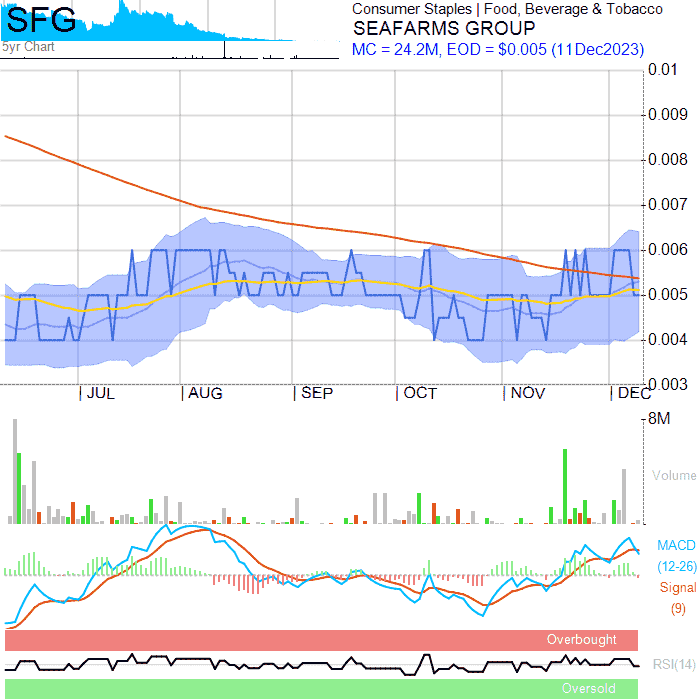 SFG
5yr Chart
Consumer Staples | Food, Beverage & Tobacco
SEAFARMS GROUP
MC = 24.2M, EOD = $0.005 (11Dec2023)
0.01
0.009
0.008
0.007
0.006
0.005
0.004
0.003
JUL AUG SEP OCT NOV DEC
8M
Volume
MACD
(12-26)
Signal
(9)
Overbought
RSI(14)
Oversold